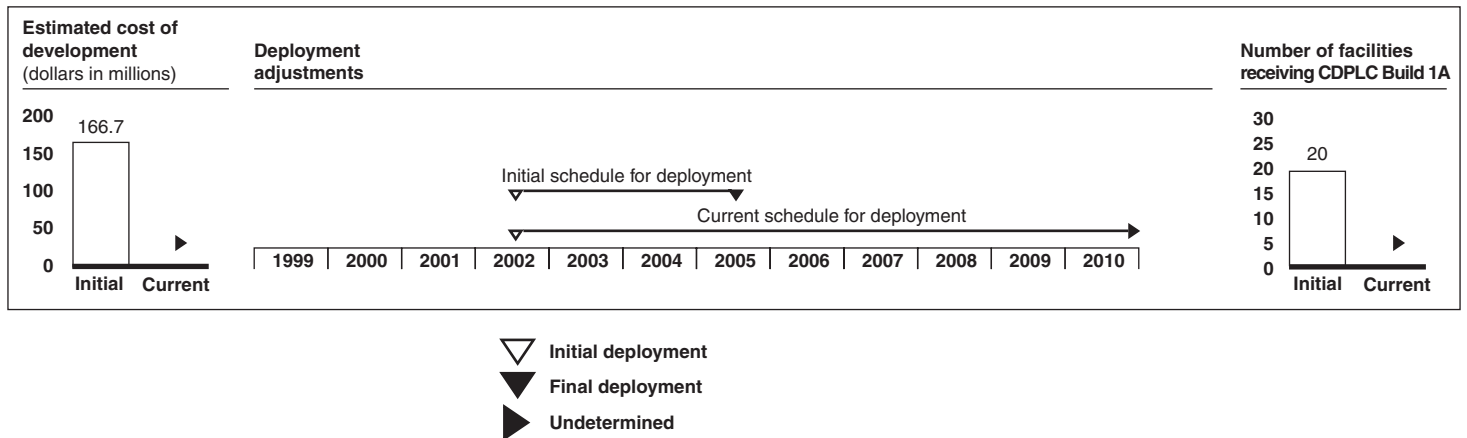 Estimated cost of
development
(dollars in millions)
200
166.7
150
100
50
0
Initial Current
Deployment
adjustments
Initial schedule for deployment
Current schedule for deployment
1999 2000 2001 2002 2003 2004 2005 2006 2007 2008 2009 2010
Number of facilities
receiving CDPLC Build 1A
30
25
20
20
15
10
5
0
Initial Current
Initial deployment
Final deployment
Undetermined